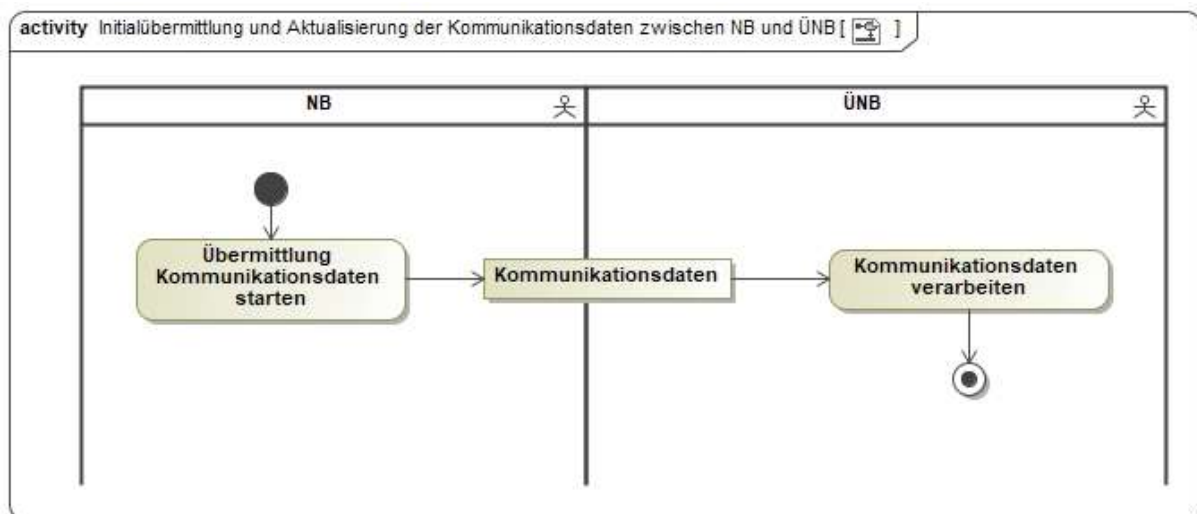 activity Initialübermittlung und Aktualisierung der Kommunikationsdaten zwischen NB und ÜNB [ ]
NB
ÜNB
Übermittlung
Kommunikationsdaten
starten
Kommunikationsdaten
Kommunikationsdaten
verarbeiten